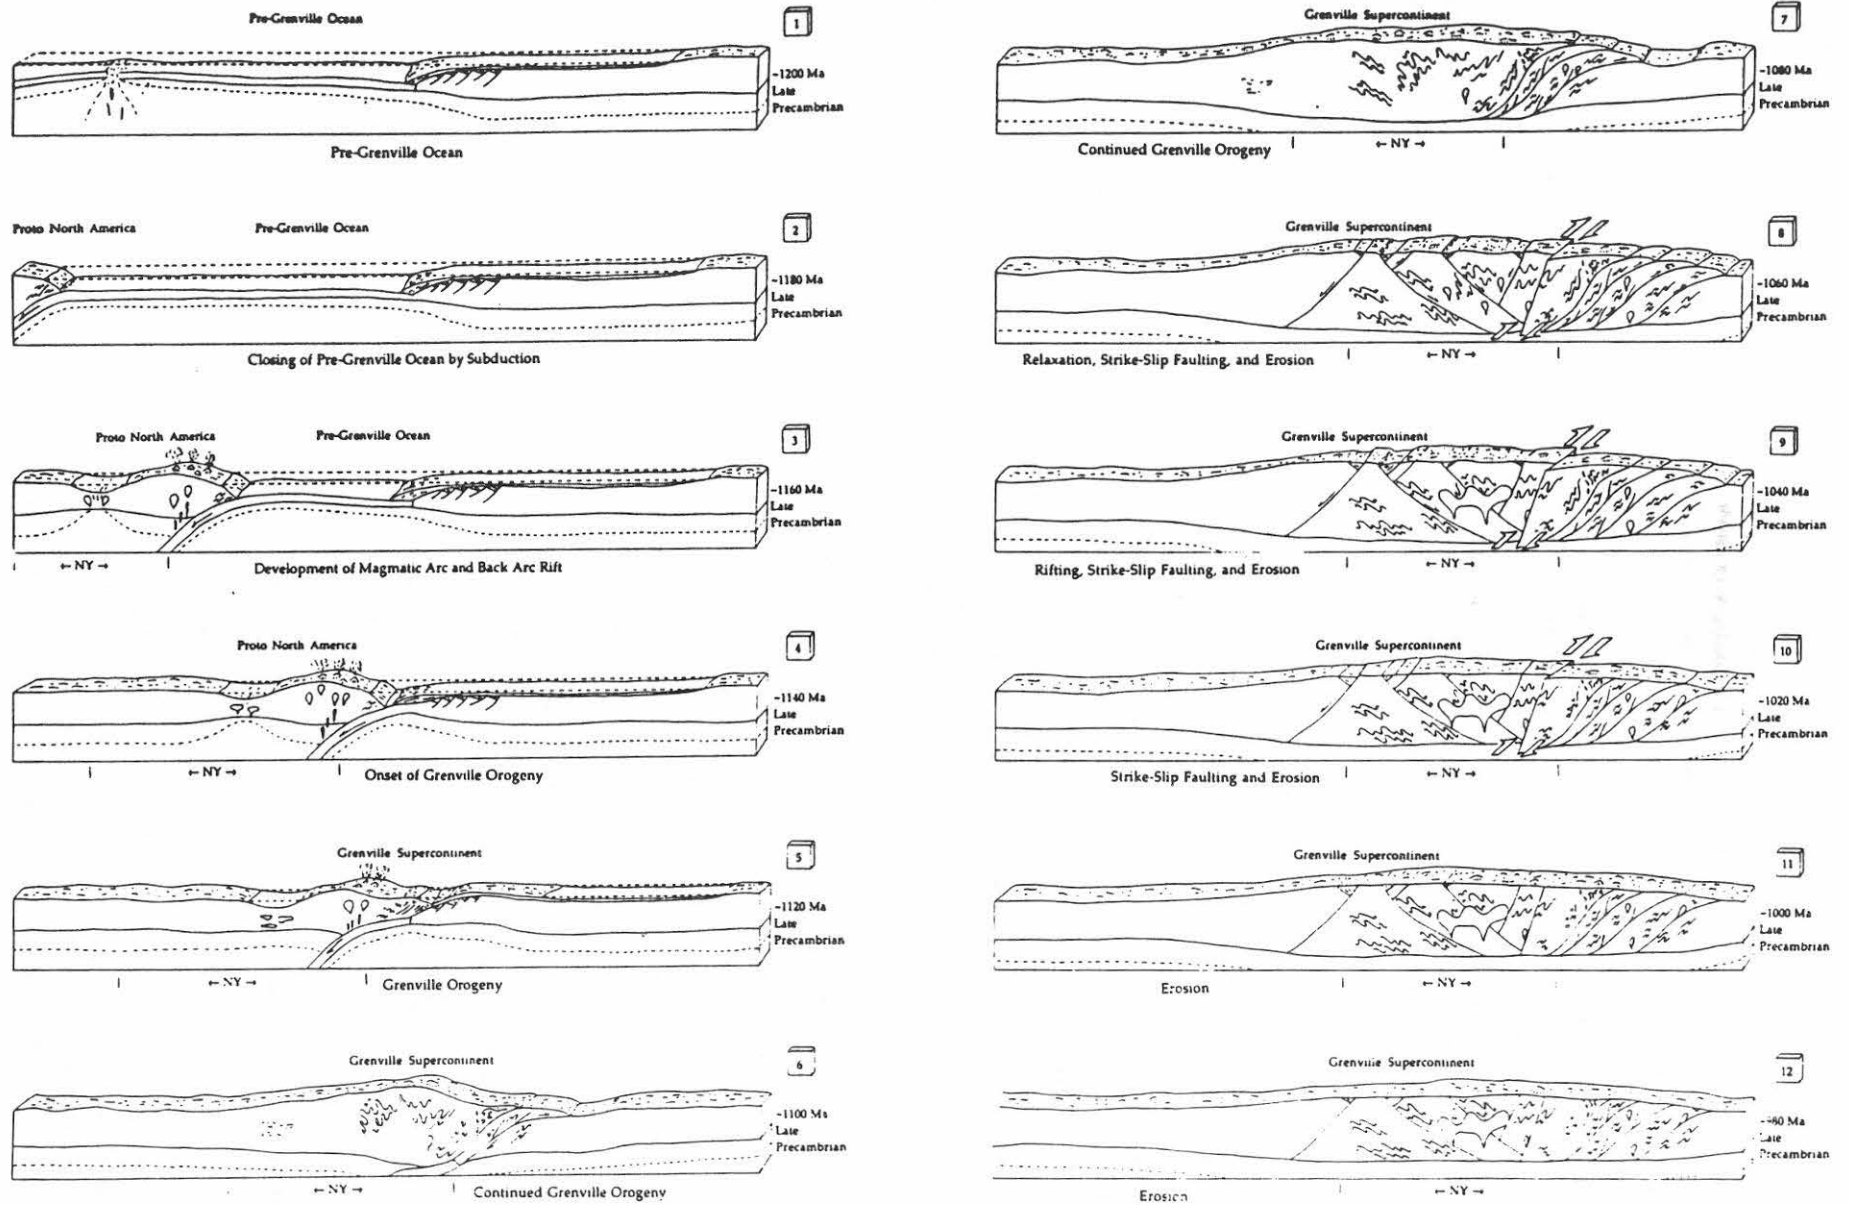 Pre-Grenville Ocean
1
~1200 Ma
Late
Precambrian
Pre-Grenville Ocean
Proto North America
Pre-Grenville Ocean
2
~1180 Ma
Late
Precambrian
Closing of Pre-Grenville Ocean by Subduction
Proto North America
Pre-Grenville Ocean
3
~1160 Ma
Late
Precambrian
← NY →
Development of Magmatic Arc and Back Arc Rift
Proto North America
4
~1140 Ma
Late
Precambrian
← NY →
Onset of Grenville Orogeny
Grenville Supercontinent
5
~1120 Ma
Late
Precambrian
← NY →
Grenville Orogeny
Grenville Supercontinent
6
~1100 Ma
Late
Precambrian
← NY →
Continued Grenville Orogeny
Grenville Supercontinent
7
~1080 Ma
Late
Precambrian
Continued Grenville Orogeny
← NY →
Grenville Supercontinent
8
~1060 Ma
Late
Precambrian
Relaxation, Strike-Slip Faulting, and Erosion
← NY →
Grenville Supercontinent
9
~1040 Ma
Late
Precambrian
Rifting, Strike-Slip Faulting, and Erosion
← NY →
Grenville Supercontinent
10
~1020 Ma
Late
Precambrian
Strike-Slip Faulting and Erosion
← NY →
Grenville Supercontinent
11
~1000 Ma
Late
Precambrian
Erosion
← NY →
Grenville Supercontinent
12
Ma
Late
Precambrian
Erosion
← NY →